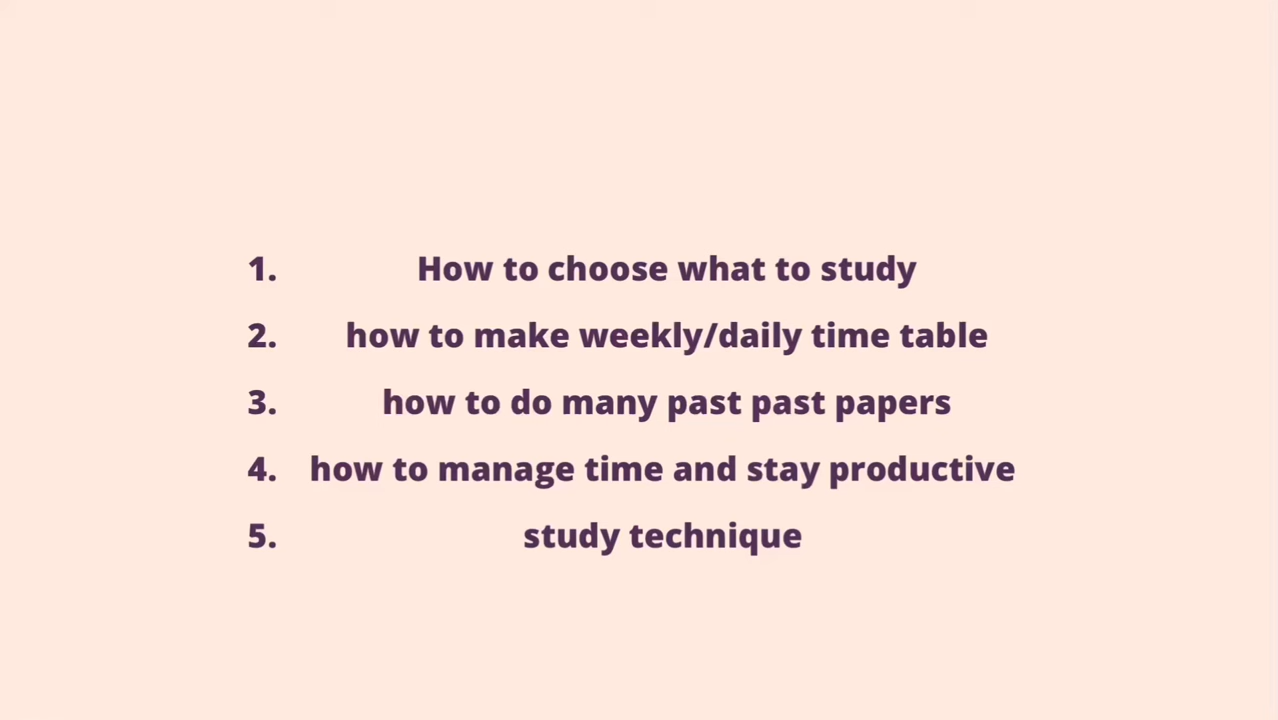 1. How to choose what to study
2. how to make weekly/daily time table
3. how to do many past past papers
4. how to manage time and stay productive
5. study technique